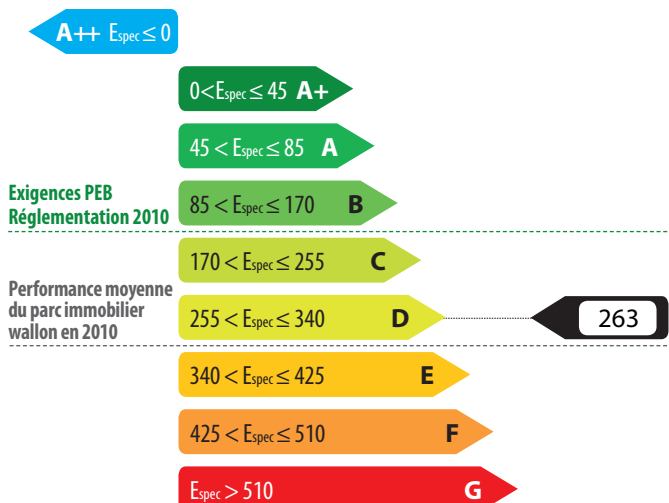 A++ Espec ≤ 0
0<Espec ≤ 45 A+
45 < Espec ≤ 85 A
Exigences PEB
Réglementation 2010
85 < Espec ≤ 170 B
170 < Espec ≤ 255 C
Performance moyenne
du parc immobilier
wallon en 2010
255 < Espec ≤ 340 D
263
340 < Espec ≤ 425 E
425 < Espec ≤ 510 F
Espec > 510 G